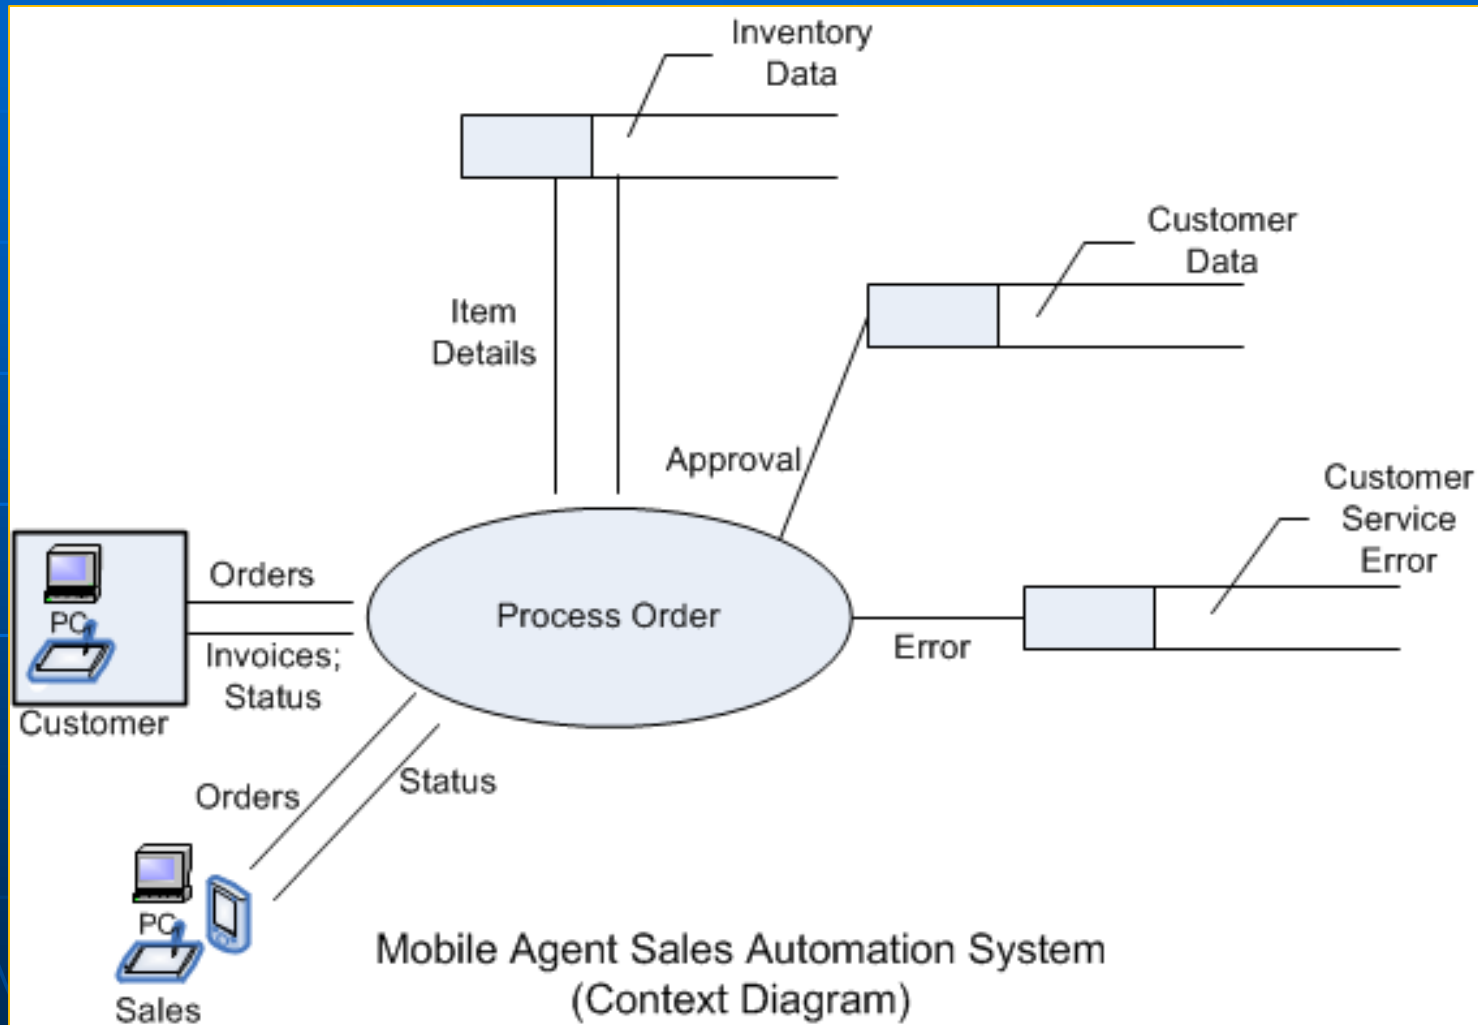 Inventory
Data
Customer
Data
Item
Details
Approval
Customer
Service
Error
PC
Orders
Process Order
Invoices;
Status
Error
Customer
Orders
Status
PC
Sales
Mobile Agent Sales Automation System
(Context Diagram)